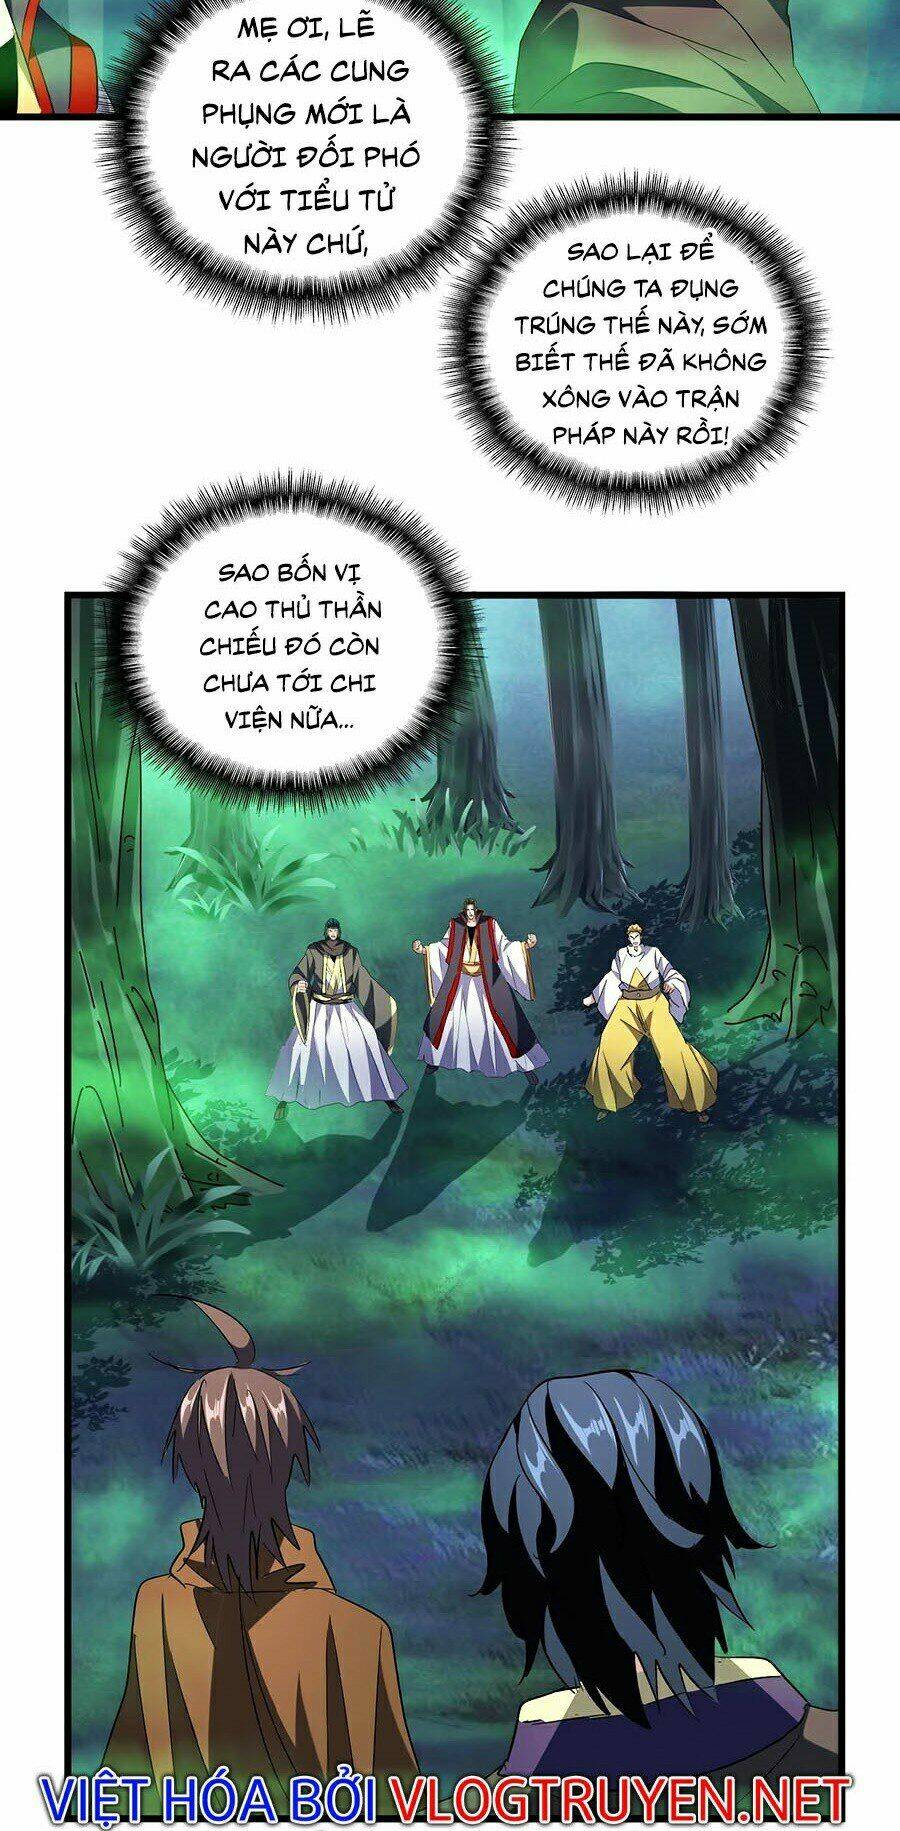 MẸ ƠI, LẼ
RA CÁC CUNG
PHỤNG MỚI LÀ
NGƯỜI ĐỐI PHÓ
VỚI TIỂU TỬ
NÀY CHỨ,
SAO LẠI ĐỂ
CHÚNG TA ĐỤNG
TRÚNG THẾ NÀY, SỚM
BIẾT THẾ ĐÃ KHÔNG
XÔNG VÀO TRẬN
PHÁP NÀY RỒI!
SAO BỐN VỊ
CAO THỦ THẦN
CHIẾU ĐÓ CÒN
CHƯA TỚI CHI
VIỆN NỮA...
VIỆT HÓA BỞI VLOGTRUYEN.NET